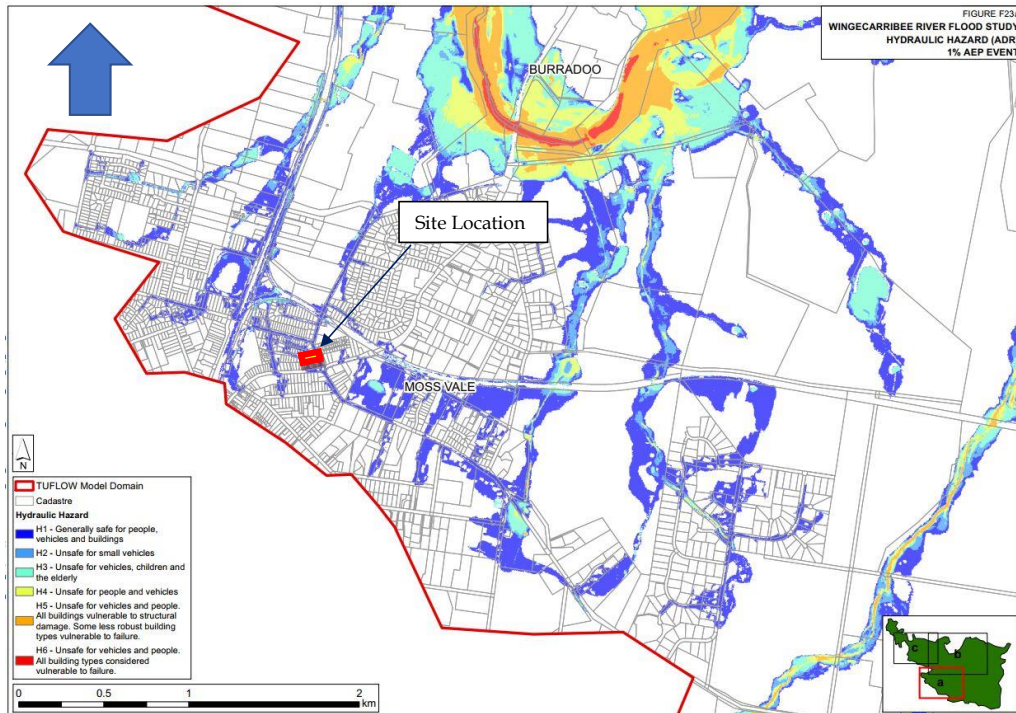 FIGURE F23a
WINGECARRIBEE RIVER FLOOD STUDY
HYDRAULIC HAZARD (ADR)
1% AEP EVENT
BURRADOO
Site Location
MOSS VALE
N
TUFLOW Model Domain
Cadastre
Hydraulic Hazard
H1 - Generally safe for people,
vehicles and buildings
H2 - Unsafe for small vehicles
H3 - Unsafe for vehicles, children and
the elderly
H4 - Unsafe for people and vehicles
H5 - Unsafe for vehicles and people.
All buildings vulnerable to structural
damage. Some less robust building
types vulnerable to failure.
H6 - Unsafe for vehicles and people.
All building types considered
vulnerable to failure.
0 0.5 1 2
km
c b
a